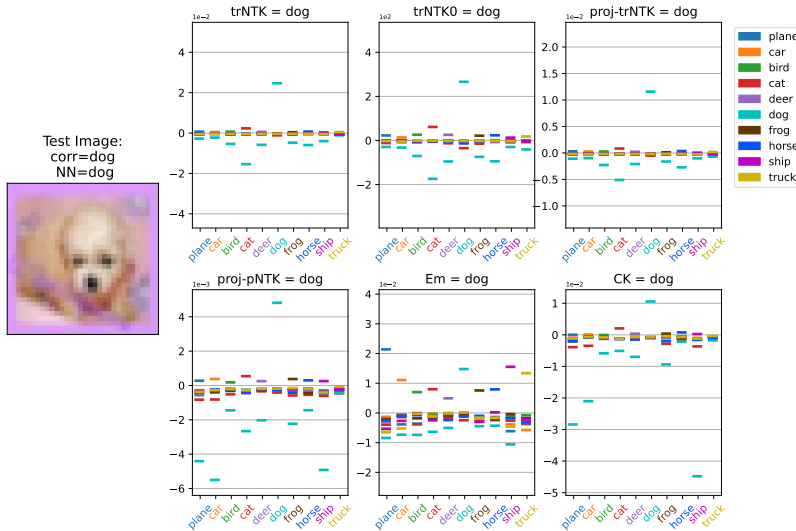 Test Image:
corr=dog
NN=dog
trNTK = dog
1e−2
4
2
0
−2
−4
plane car bird cat deer dog frog horse ship truck
trNTK0 = dog
1e2
4
2
0
−2
plane car bird cat deer dog frog horse ship truck
proj-trNTK = dog
1e−2
2.0
1.5
1.0
0.5
0.0
−0.5
−1.0
plane car bird cat deer dog frog horse ship truck
plane
car
bird
cat
deer
dog
frog
horse
ship
truck
proj-pNTK = dog
1e−3
4
2
0
−2
−4
−6
plane car bird cat deer dog frog horse ship truck
Em = dog
1e−2
4
3
2
1
0
−1
−2
plane car bird cat deer dog frog horse ship truck
CK = dog
1e−2
1
0
−1
−2
−3
−4
−5
plane car bird cat deer dog frog horse ship truck